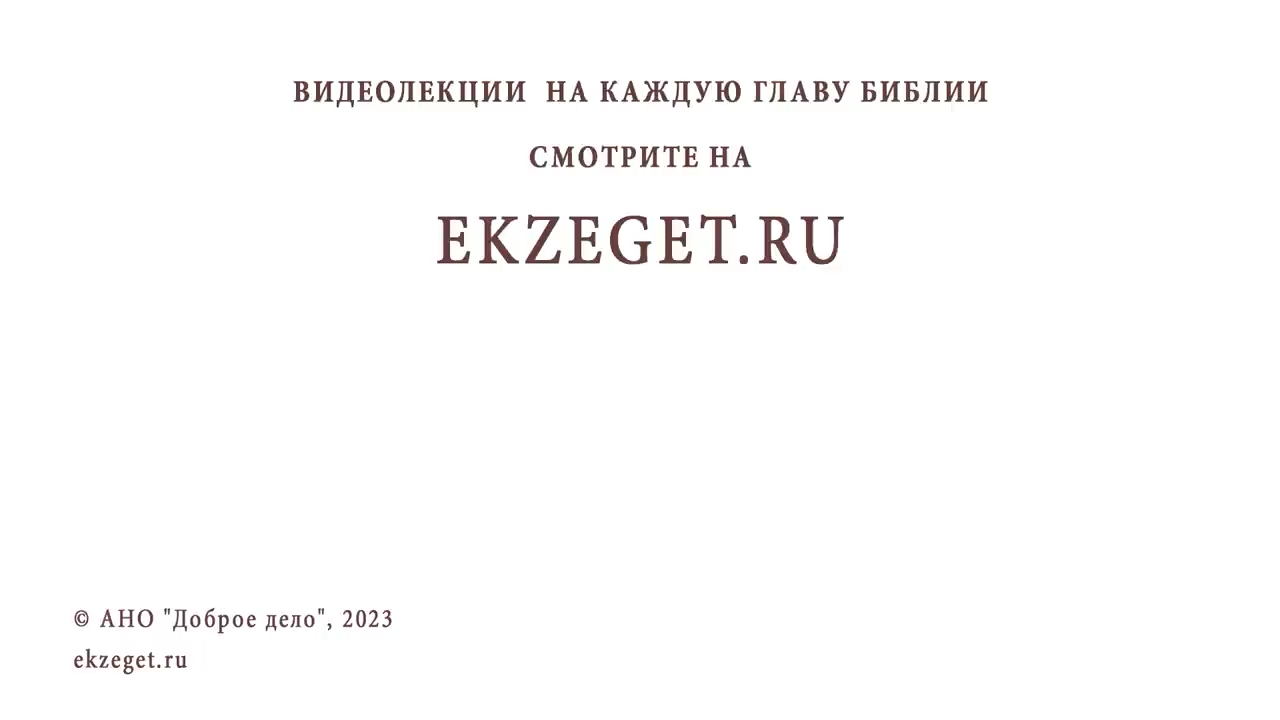 ВИДЕОЛЕКЦИИ НА КАЖДУЮ ГЛАВУ БИБЛИИ
СМОТРИТЕ НА
EKZEGET.RU
© АНО "Доброе дело", 2023
ekzeget.ru